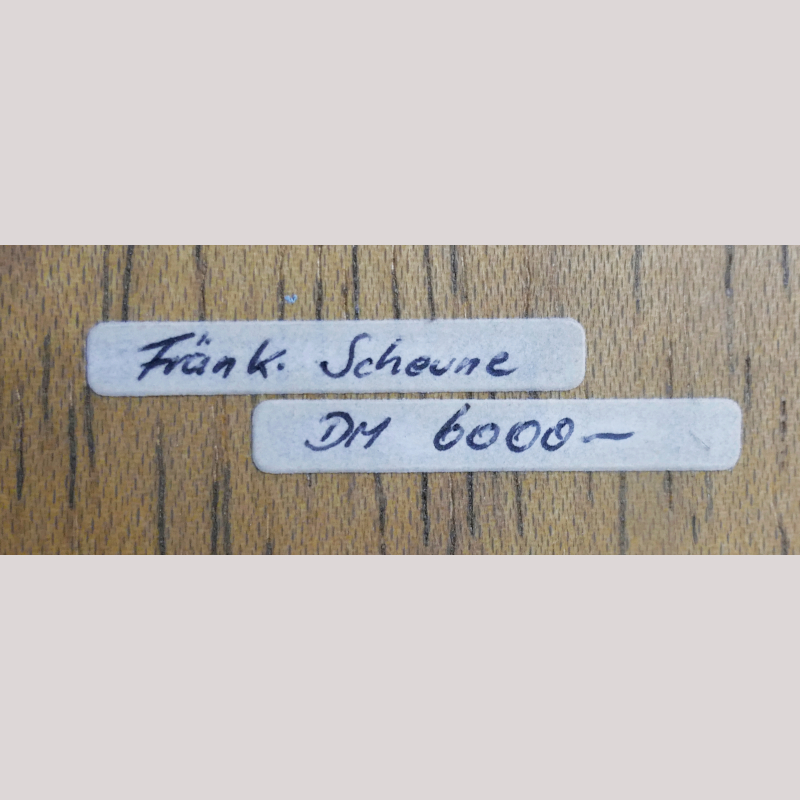 Fränk. Scheune
DM 6000–